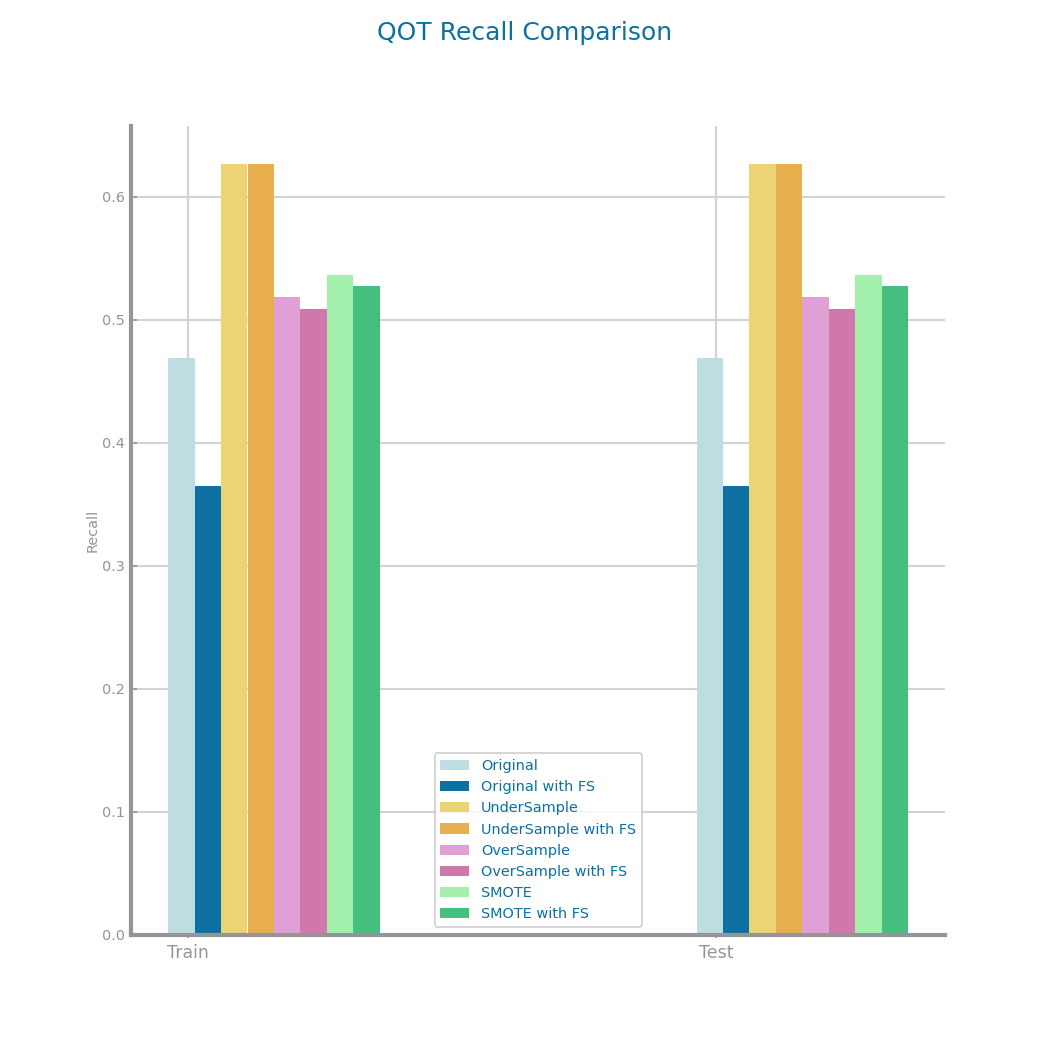 QOT Recall Comparison
0.6
0.5
0.4
0.3
0.2
0.1
0.0
Recall
Original
Original with FS
UnderSample
UnderSample with FS
OverSample
OverSample with FS
SMOTE
SMOTE with FS
Train
Test